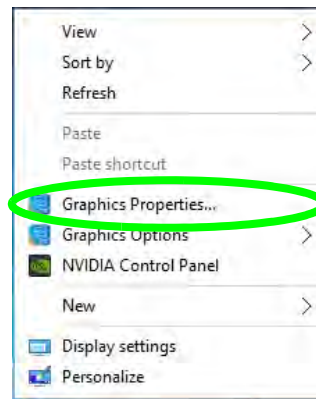 View
Sort by
Refresh
Paste
Paste shortcut
Graphics Properties...
Graphics Options
NVIDIA Control Panel
New
Display settings
Personalize